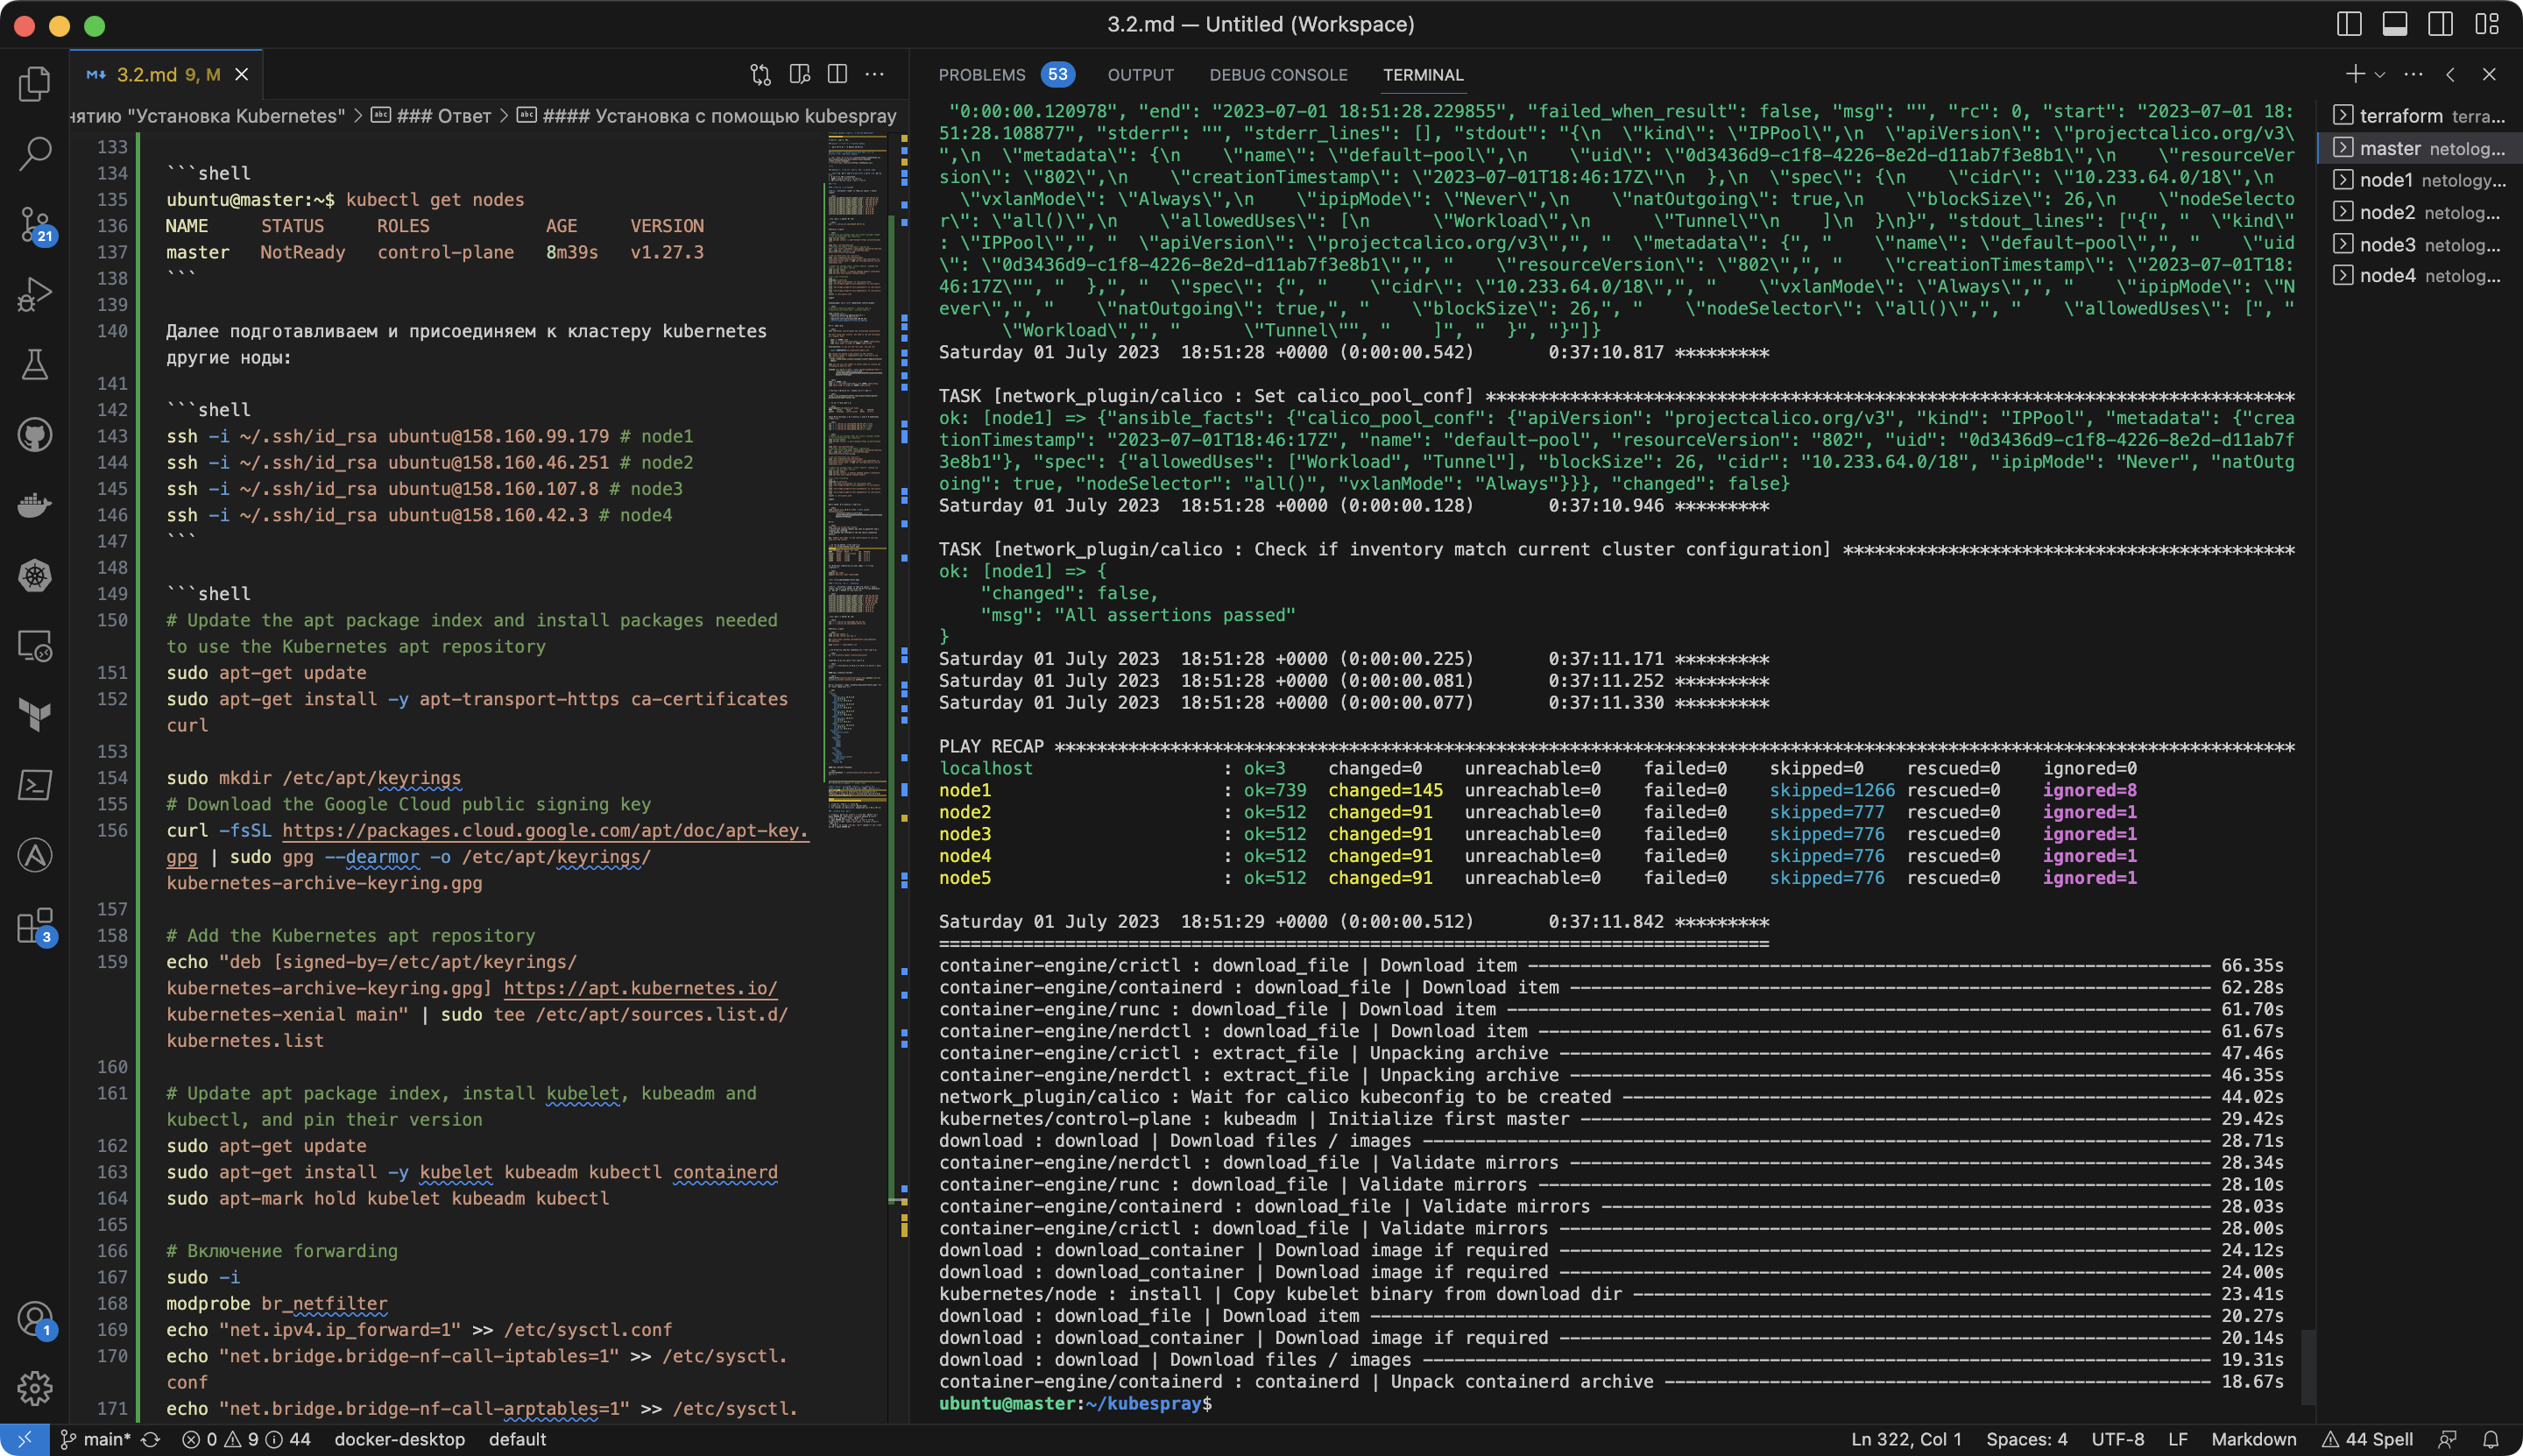 3.2.md — Untitled (Workspace)
3.2.md 9, M
нятию "Установка Kubernetes" > ### Ответ > #### Установка с помощью kubespray
133
134 ```shell
135 ubuntu@master:~$ kubectl get nodes
136 NAME STATUS ROLES AGE VERSION
137 master NotReady control-plane 8m39s v1.27.3
138 ```
139
140 Далее подготавливаем и присоединяем к кластеру kubernetes
другие ноды:
141
142 ```shell
143 ssh -i ~/.ssh/id_rsa ubuntu@158.160.99.179 # node1
144 ssh -i ~/.ssh/id_rsa ubuntu@158.160.46.251 # node2
145 ssh -i ~/.ssh/id_rsa ubuntu@158.160.107.8 # node3
146 ssh -i ~/.ssh/id_rsa ubuntu@158.160.42.3 # node4
147 ```
148
149 ```shell
150 # Update the apt package index and install packages needed
to use the Kubernetes apt repository
151 sudo apt-get update
152 sudo apt-get install -y apt-transport-https ca-certificates
curl
153
154 sudo mkdir /etc/apt/keyrings
155 # Download the Google Cloud public signing key
156 curl -fsSL https://packages.cloud.google.com/apt/doc/apt-key.
gpg | sudo gpg --dearmor -o /etc/apt/keyrings/
kubernetes-archive-keyring.gpg
157
158 # Add the Kubernetes apt repository
159 echo "deb [signed-by=/etc/apt/keyrings/
kubernetes-archive-keyring.gpg] https://apt.kubernetes.io/
kubernetes-xenial main" | sudo tee /etc/apt/sources.list.d/
kubernetes.list
160
161 # Update apt package index, install kubelet, kubeadm and
kubectl, and pin their version
162 sudo apt-get update
163 sudo apt-get install -y kubelet kubeadm kubectl containerd
164 sudo apt-mark hold kubelet kubeadm kubectl
165
166 # Включение forwarding
167 sudo -i
168 modprobe br_netfilter
169 echo "net.ipv4.ip_forward=1" >> /etc/sysctl.conf
170 echo "net.bridge.bridge-nf-call-iptables=1" >> /etc/sysctl.
conf
171 echo "net.bridge.bridge-nf-call-arptables=1" >> /etc/sysctl.
PROBLEMS 53 OUTPUT DEBUG CONSOLE TERMINAL
"0:00:00.120978", "end": "2023-07-01 18:51:28.229855", "failed_when_result": false, "msg": "", "rc": 0, "start": "2023-07-01 18:
51:28.108877", "stderr": "", "stderr_lines": [], "stdout": "{\n  \"kind\": \"IPPool\",\n  \"apiVersion\": \"projectcalico.org/v3\
",\n  \"metadata\": {\n    \"name\": \"default-pool\",\n    \"uid\": \"0d3436d9-c1f8-4226-8e2d-d11ab7f3e8b1\",\n    \"resourceVer
sion\": \"802\",\n    \"creationTimestamp\": \"2023-07-01T18:46:17Z\"\n  },\n  \"spec\": {\n    \"cidr\": \"10.233.64.0/18\",\n
\"vxlanMode\": \"Always\",\n    \"ipipMode\": \"Never\",\n    \"natOutgoing\": true,\n    \"blockSize\": 26,\n    \"nodeSelecto
r\": \"all()\",\n    \"allowedUses\": [\n      \"Workload\",\n      \"Tunnel\"\n    ]\n  }\n}", "stdout_lines": ["{", "  \"kind\"
: \"IPPool\",", "  \"apiVersion\": \"projectcalico.org/v3\",", "  \"metadata\": {", "    \"name\": \"default-pool\",", "    \"uid
\": \"0d3436d9-c1f8-4226-8e2d-d11ab7f3e8b1\",", "    \"resourceVersion\": \"802\",", "    \"creationTimestamp\": \"2023-07-01T18:
46:17Z\"", "  },", "  \"spec\": {", "    \"cidr\": \"10.233.64.0/18\",", "    \"vxlanMode\": \"Always\",", "    \"ipipMode\": \"N
ever\",", "    \"natOutgoing\": true,", "    \"blockSize\": 26,", "    \"nodeSelector\": \"all()\",", "    \"allowedUses\": [", "
\"Workload\",", "      \"Tunnel\"", "    ]", "  }", "}"]}
Saturday 01 July 2023  18:51:28 +0000 (0:00:00.542)       0:37:10.817 *********
TASK [network_plugin/calico : Set calico_pool_conf] *****************************************************************************
ok: [node1] => {"ansible_facts": {"calico_pool_conf": {"apiVersion": "projectcalico.org/v3", "kind": "IPPool", "metadata": {"crea
tionTimestamp": "2023-07-01T18:46:17Z", "name": "default-pool", "resourceVersion": "802", "uid": "0d3436d9-c1f8-4226-8e2d-d11ab7f
3e8b1"}, "spec": {"allowedUses": ["Workload", "Tunnel"], "blockSize": 26, "cidr": "10.233.64.0/18", "ipipMode": "Never", "natOutg
oing": true, "nodeSelector": "all()", "vxlanMode": "Always"}}}, "changed": false}
Saturday 01 July 2023  18:51:28 +0000 (0:00:00.128)       0:37:10.946 *********
TASK [network_plugin/calico : Check if inventory match current cluster configuration] *******************************************
ok: [node1] => {
"changed": false,
"msg": "All assertions passed"
}
Saturday 01 July 2023  18:51:28 +0000 (0:00:00.225)       0:37:11.171 *********
Saturday 01 July 2023  18:51:28 +0000 (0:00:00.081)       0:37:11.252 *********
Saturday 01 July 2023  18:51:28 +0000 (0:00:00.077)       0:37:11.330 *********
PLAY RECAP **********************************************************************************************************************
localhost : ok=3 changed=0 unreachable=0 failed=0 skipped=0 rescued=0 ignored=0
node1 : ok=739 changed=145 unreachable=0 failed=0 skipped=1266 rescued=0 ignored=8
node2 : ok=512 changed=91 unreachable=0 failed=0 skipped=777 rescued=0 ignored=1
node3 : ok=512 changed=91 unreachable=0 failed=0 skipped=776 rescued=0 ignored=1
node4 : ok=512 changed=91 unreachable=0 failed=0 skipped=776 rescued=0 ignored=1
node5 : ok=512 changed=91 unreachable=0 failed=0 skipped=776 rescued=0 ignored=1
Saturday 01 July 2023  18:51:29 +0000 (0:00:00.512)       0:37:11.842 *********
===============================================================================
container-engine/crictl : download_file | Download item ------------------------------------------------------------------ 66.35s
container-engine/containerd : download_file | Download item -------------------------------------------------------------- 62.28s
container-engine/runc : download_file | Download item -------------------------------------------------------------------- 61.70s
container-engine/nerdctl : download_file | Download item ----------------------------------------------------------------- 61.67s
container-engine/crictl : extract_file | Unpacking archive --------------------------------------------------------------- 47.46s
container-engine/nerdctl : extract_file | Unpacking archive -------------------------------------------------------------- 46.35s
network_plugin/calico : Wait for calico kubeconfig to be created --------------------------------------------------------- 44.02s
kubernetes/control-plane : kubeadm | Initialize first master ------------------------------------------------------------- 29.42s
download : download | Download files / images ---------------------------------------------------------------------------- 28.71s
container-engine/nerdctl : download_file | Validate mirrors -------------------------------------------------------------- 28.34s
container-engine/runc : download_file | Validate mirrors ----------------------------------------------------------------- 28.10s
container-engine/containerd : download_file | Validate mirrors ----------------------------------------------------------- 28.03s
container-engine/crictl : download_file | Validate mirrors --------------------------------------------------------------- 28.00s
download : download_container | Download image if required --------------------------------------------------------------- 24.12s
download : download_container | Download image if required --------------------------------------------------------------- 24.00s
kubernetes/node : install | Copy kubelet binary from download dir -------------------------------------------------------- 23.41s
download : download_file | Download item --------------------------------------------------------------------------------- 20.27s
download : download_container | Download image if required --------------------------------------------------------------- 20.14s
download : download | Download files / images ---------------------------------------------------------------------------- 19.31s
container-engine/containerd : containerd | Unpack containerd archive ----------------------------------------------------- 18.67s
ubuntu@master:~/kubespray$
terraform terra...
master netolog...
node1 netology...
node2 netolog...
node3 netolog...
node4 netolog...
21
3
1
main* 0 9 44 docker-desktop default
Ln 322, Col 1 Spaces: 4 UTF-8 LF Markdown 44 Spell